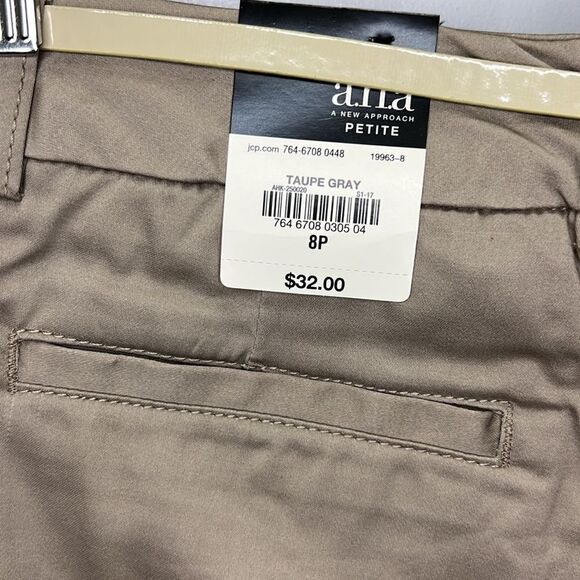 a.n.a
A NEW APPROACH
PETITE
jcp.com 764-6708 0448 19963-8
TAUPE GRAY
AHK-250020 S1-17
764 6708 0305 04
8P
$32.00